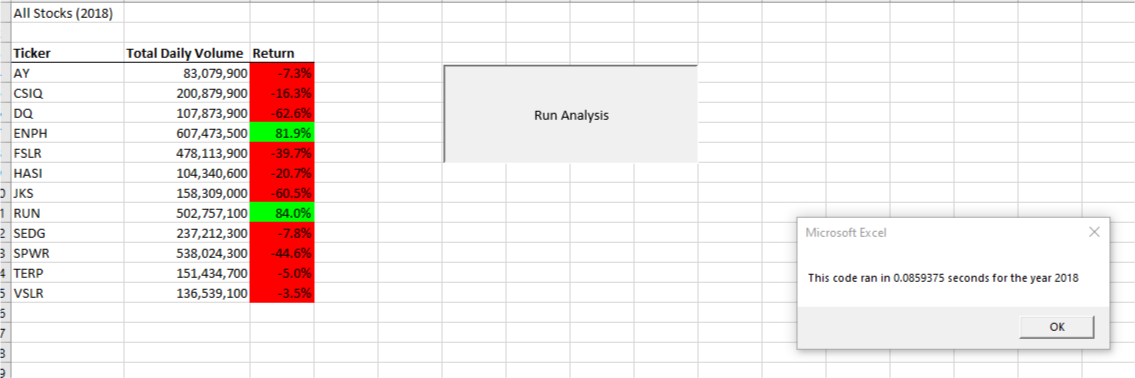 All Stocks (2018)
Ticker Total Daily Volume Return
AY 83,079,900 -7.3%
CSIQ 200,879,900 -16.3%
DQ 107,873,900 -62.6%
ENPH 607,473,500 81.9%
FSLR 478,113,900 -39.7%
HASI 104,340,600 -20.7%
JKS 158,309,000 -60.5%
RUN 502,757,100 84.0%
SEDG 237,212,300 -7.8%
SPWR 538,024,300 -44.6%
TERP 151,434,700 -5.0%
VSLR 136,539,100 -3.5%
Run Analysis
Microsoft Excel
This code ran in 0.0859375 seconds for the year 2018
OK